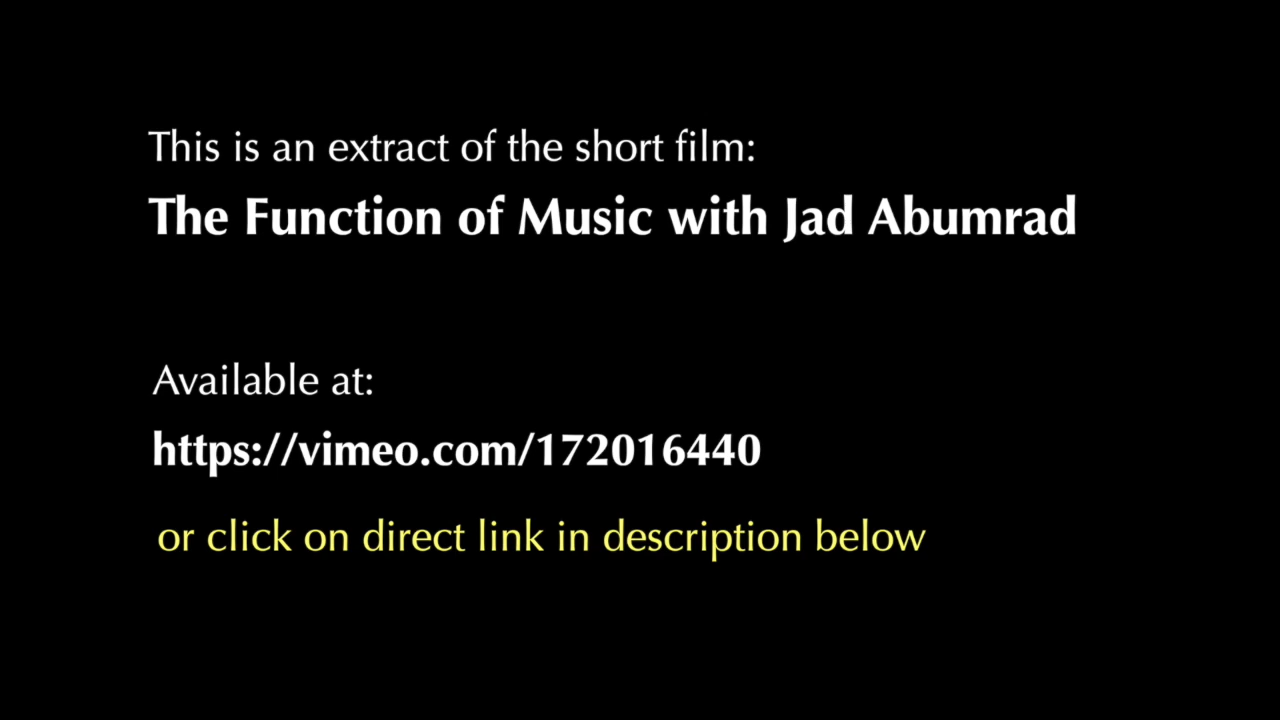 This is an extract of the short film:
The Function of Music with Jad Abumrad
Available at:
https://vimeo.com/172016440
or click on direct link in description below